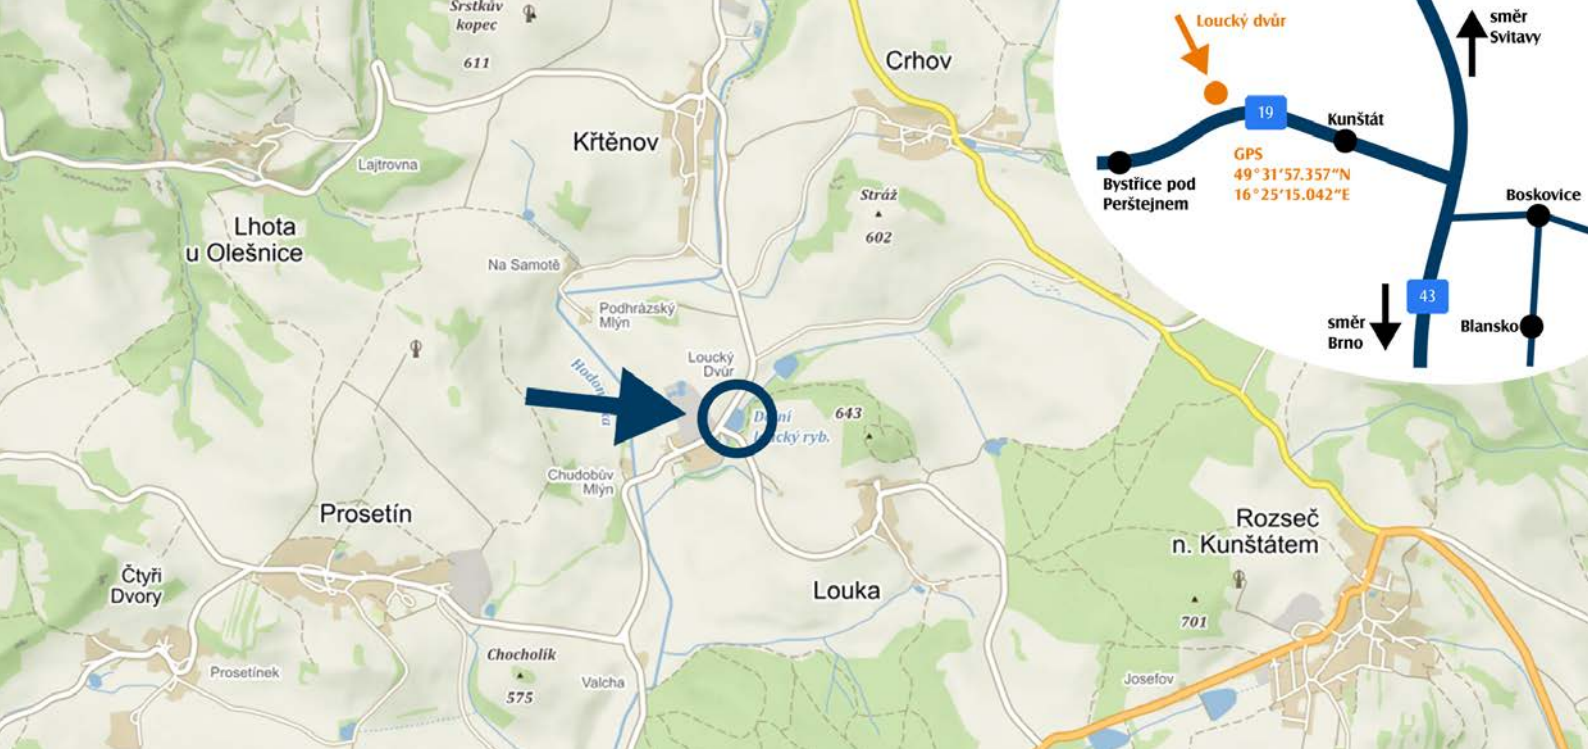 Srstkův
kopec
611
Crhov
Křtěnov
Lajtrovna
Stráž
602
Lhota
u Olešnice
Na Samotě
Podhrázský
Mlýn
Loucký
Dvůr
643
ryb.
Chudobův
Mlýn
Prosetín
Čtyři
Dvory
Rozseč
n. Kunštátem
Louka
701
Chocholík
575
Prosetínek
Valcha
Josefov
Loucký dvůr
směr
Svitavy
19
Kunštát
GPS
49°31‘57.357“N
16°25‘15.042“E
Bystřice pod
Perštejnem
Boskovice
43
směr
Brno
Blansko